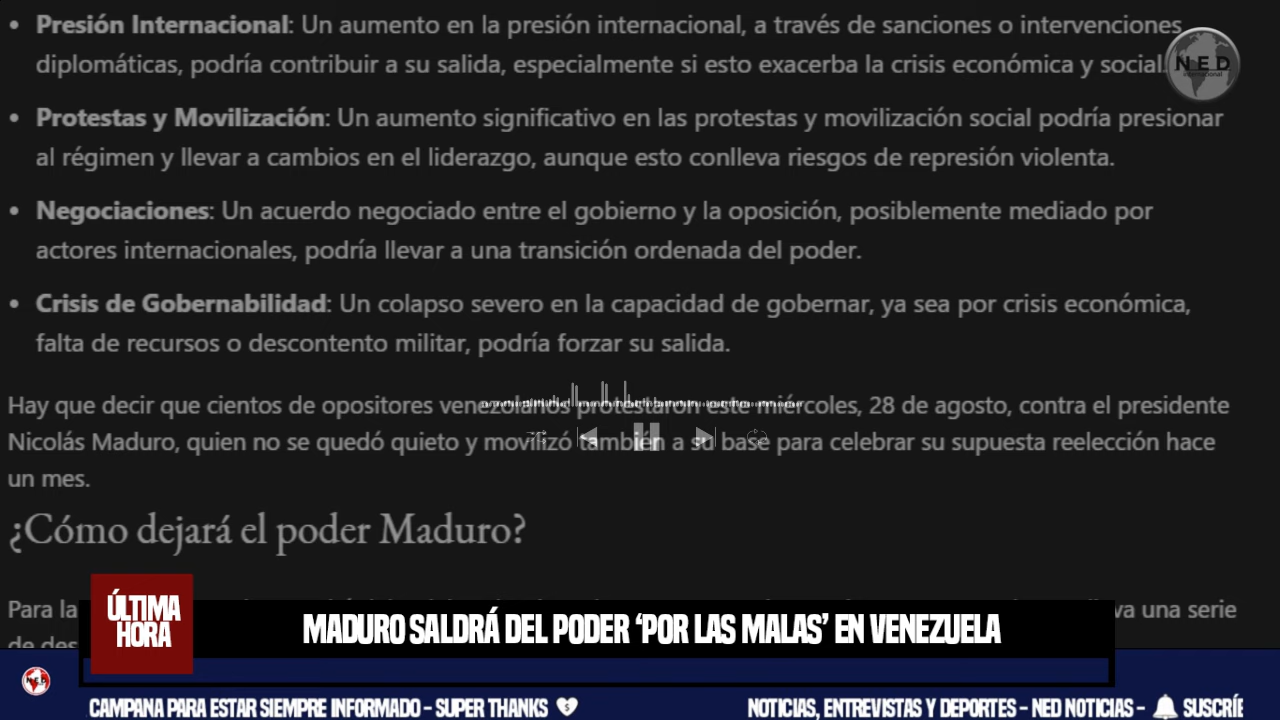 • Presión Internacional: Un aumento en la presión internacional, a través de sanciones o intervenciones
diplomáticas, podría contribuir a su salida, especialmente si esto exacerba la crisis económica y social.
NED
internacional
• Protestas y Movilización: Un aumento significativo en las protestas y movilización social podría presionar
al régimen y llevar a cambios en el liderazgo, aunque esto conlleva riesgos de represión violenta.
• Negociaciones: Un acuerdo negociado entre el gobierno y la oposición, posiblemente mediado por
actores internacionales, podría llevar a una transición ordenada del poder.
• Crisis de Gobernabilidad: Un colapso severo en la capacidad de gobernar, ya sea por crisis económica,
falta de recursos o descontento militar, podría forzar su salida.
Hay que decir que cientos de opositores venezolanos protestaron este miércoles, 28 de agosto, contra el presidente
Nicolás Maduro, quien no se quedó quieto y movilizó también a su base para celebrar su supuesta reelección hace
un mes.
¿Cómo dejará el poder Maduro?
Para la una serie
de
ÚLTIMA
HORA
MADURO SALDRÁ DEL PODER ‘POR LAS MALAS’ EN VENEZUELA
NED
CAMPANA PARA ESTAR SIEMPRE INFORMADO - SUPER THANKS NOTICIAS, ENTREVISTAS Y DEPORTES - NED NOTICIAS - SUSCRÍE